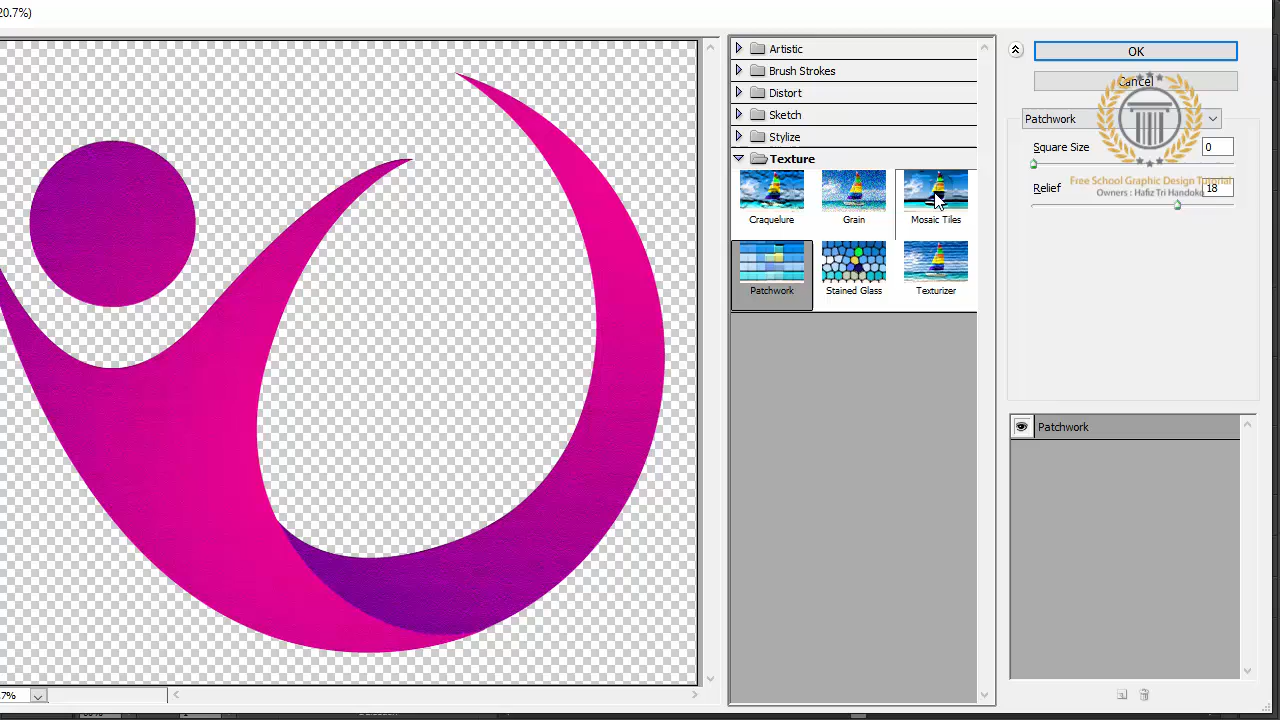 20.7%)
Artistic
Brush Strokes
Distort
Sketch
Stylize
Texture
Craquelure
Grain
Mosaic Tiles
Patchwork
Stained Glass
Texturizer
OK
Cancel
Patchwork
Square Size 0
Relief 18
Free School Graphic Design Tutorial
Owners : Hafiz Tri Handoko
Patchwork
.7%